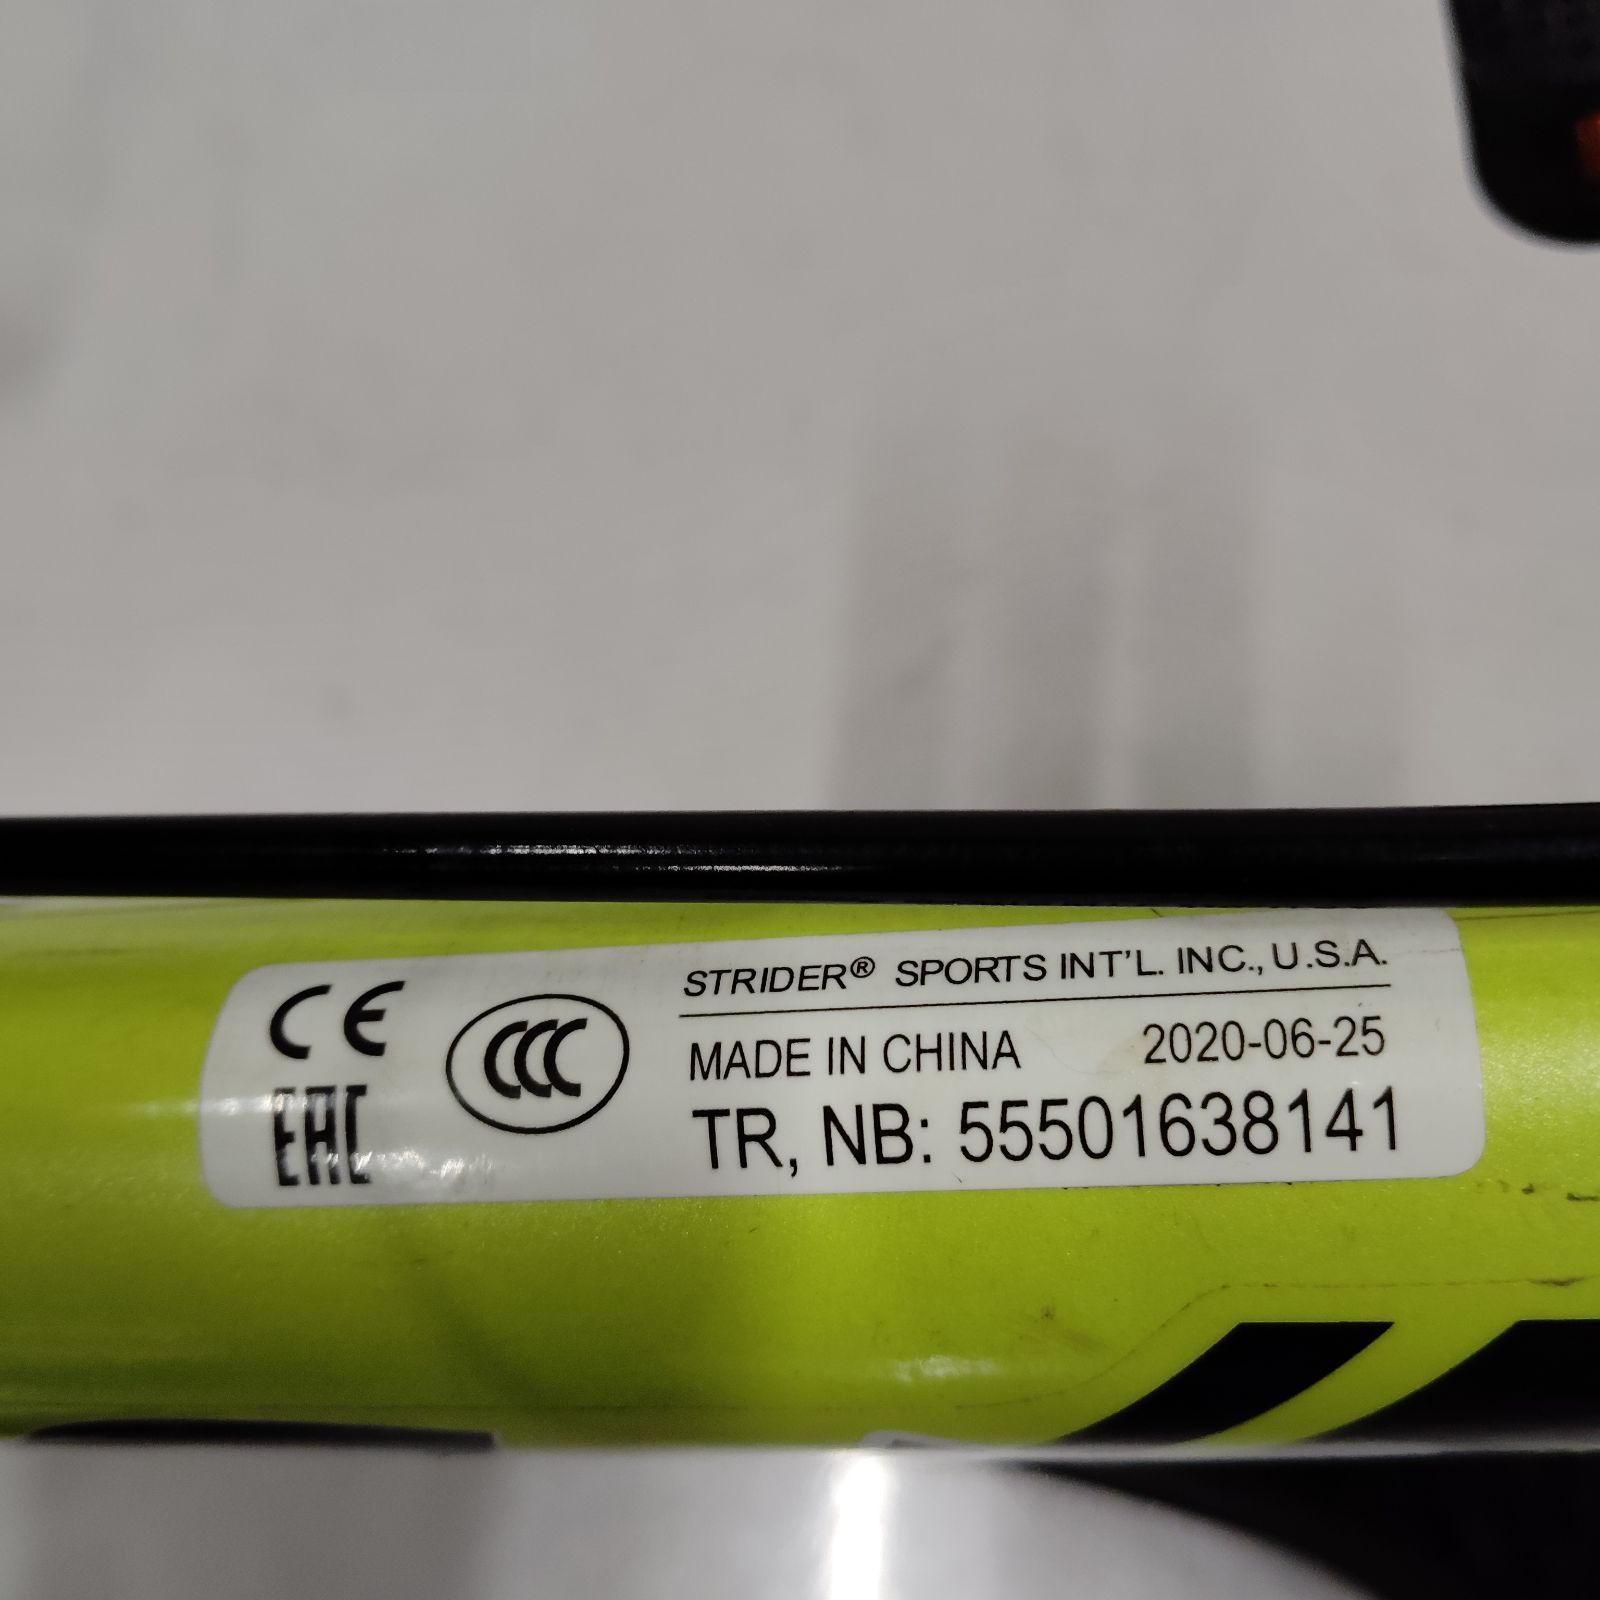 CE
EAC
CCC
STRIDER® SPORTS INT'L. INC., U.S.A.
MADE IN CHINA 2020-06-25
TR, NB: 55501638141